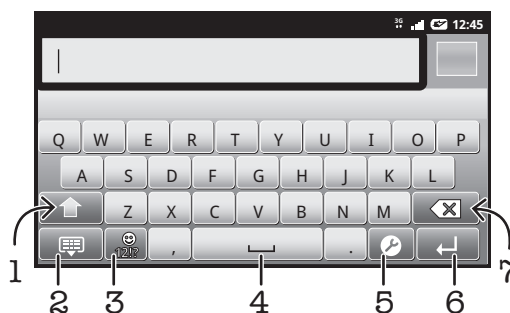 3G 12:45
Q W E R T Y U I O P
A S D F G H J K L
Z X C V B N M
12!? , .
1 2 3 4 5 6 7